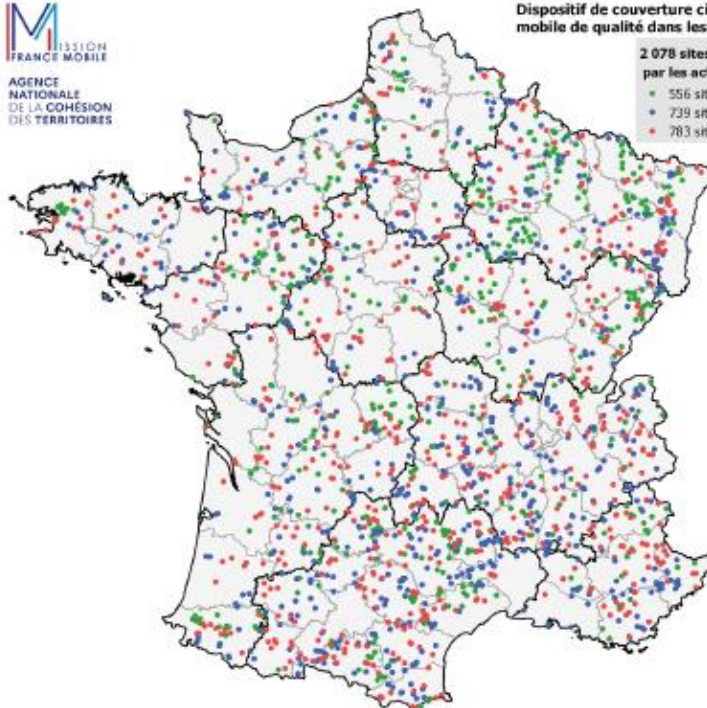 MISSION
FRANCE MOBILE
AGENCE
NATIONALE
DE LA COHÉSION
DES TERRITOIRES
Dispositif de couverture ci
mobile de qualité dans les
2 078 sites
par les act
556 sit
739 sit
783 sit